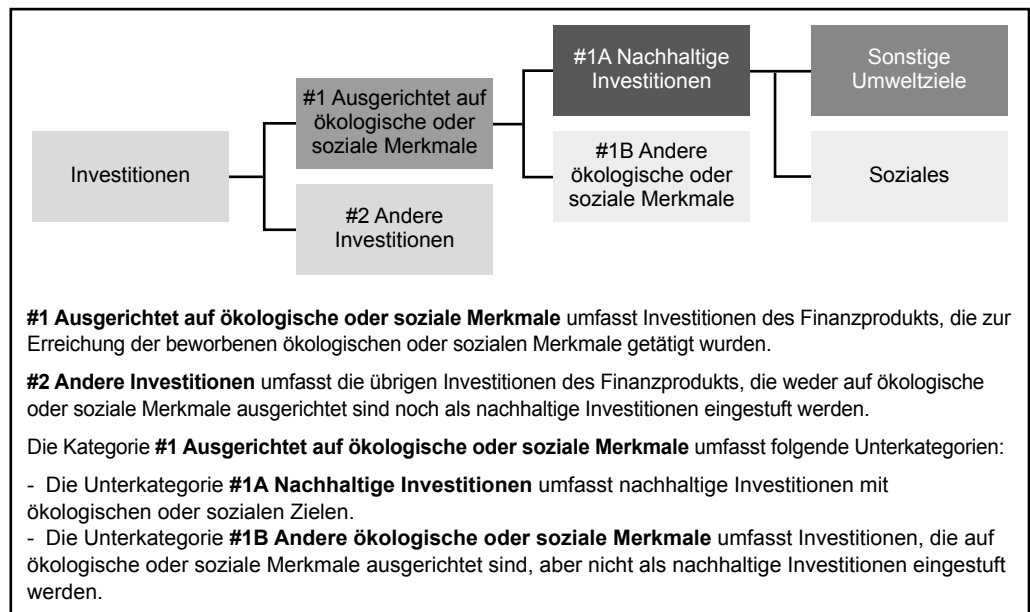 #1A Nachhaltige
Investitionen
Sonstige
Umweltziele
#1 Ausgerichtet auf
ökologische oder
soziale Merkmale
#1B Andere
ökologische oder
soziale Merkmale
Soziales
Investitionen
#2 Andere
Investitionen
#1 Ausgerichtet auf ökologische oder soziale Merkmale umfasst Investitionen des Finanzprodukts, die zur
Erreichung der beworbenen ökologischen oder sozialen Merkmale getätigt wurden.
#2 Andere Investitionen umfasst die übrigen Investitionen des Finanzprodukts, die weder auf ökologische
oder soziale Merkmale ausgerichtet sind noch als nachhaltige Investitionen eingestuft werden.
Die Kategorie #1 Ausgerichtet auf ökologische oder soziale Merkmale umfasst folgende Unterkategorien:
- Die Unterkategorie #1A Nachhaltige Investitionen umfasst nachhaltige Investitionen mit
ökologischen oder sozialen Zielen.
- Die Unterkategorie #1B Andere ökologische oder soziale Merkmale umfasst Investitionen, die auf
ökologische oder soziale Merkmale ausgerichtet sind, aber nicht als nachhaltige Investitionen eingestuft
werden.